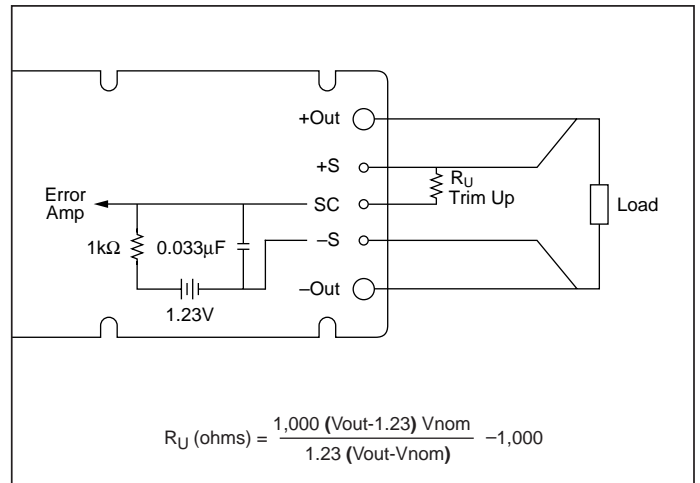 +Out
+S
R_U
Trim Up
Error
Amp
SC
Load
1kΩ
0.033µF
–S
–Out
1.23V
R_U (ohms) = 1,000 (Vout-1.23) Vnom / 1.23 (Vout-Vnom) –1,000